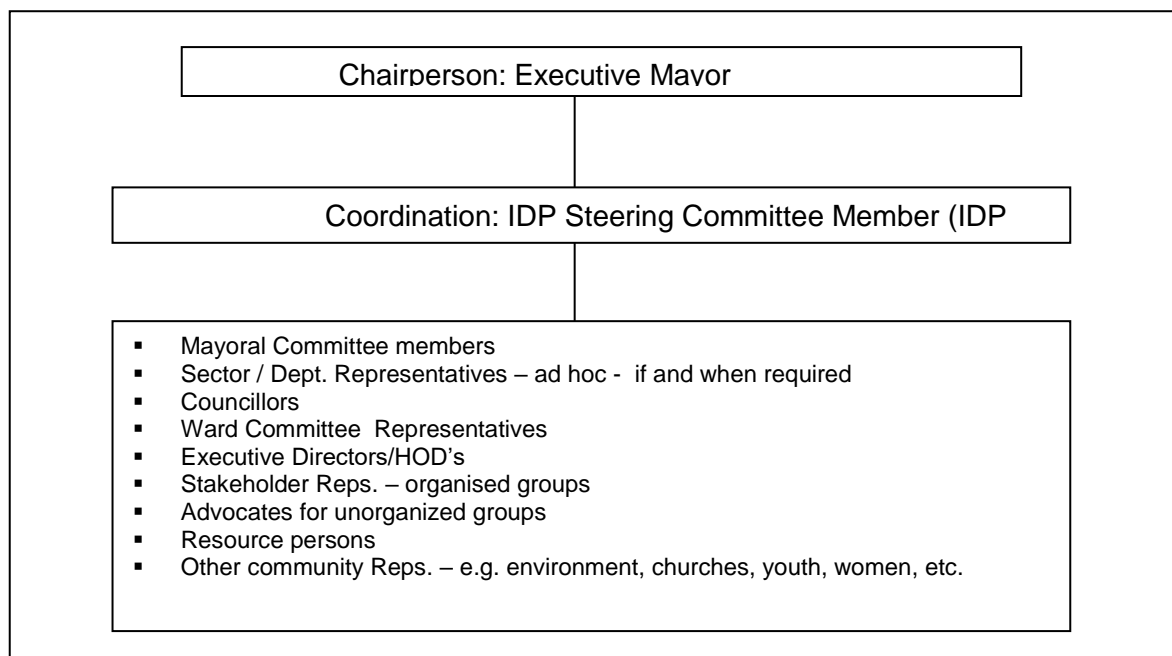 Chairperson: Executive Mayor
Coordination: IDP Steering Committee Member (IDP
▪ Mayoral Committee members
▪ Sector / Dept. Representatives – ad hoc - if and when required
▪ Councillors
▪ Ward Committee Representatives
▪ Executive Directors/HOD's
▪ Stakeholder Reps. – organised groups
▪ Advocates for unorganized groups
▪ Resource persons
▪ Other community Reps. – e.g. environment, churches, youth, women, etc.